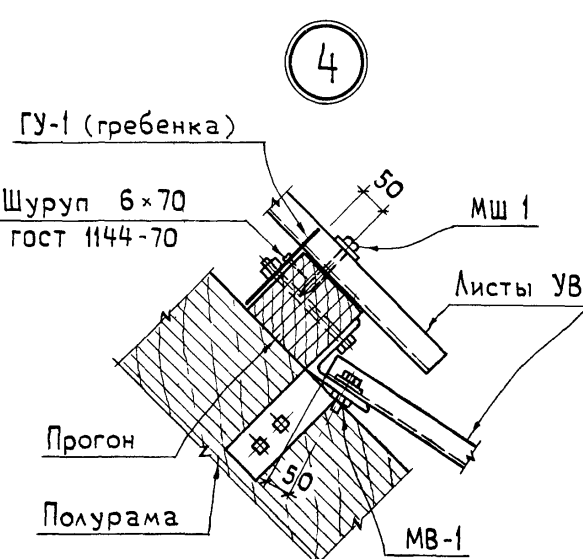 4
ГУ-1 (гребенка)
50
Шуруп 6×70
гост 1144-70
МШ 1
Листы УВ
Прогон
50
Полурама
МВ-1